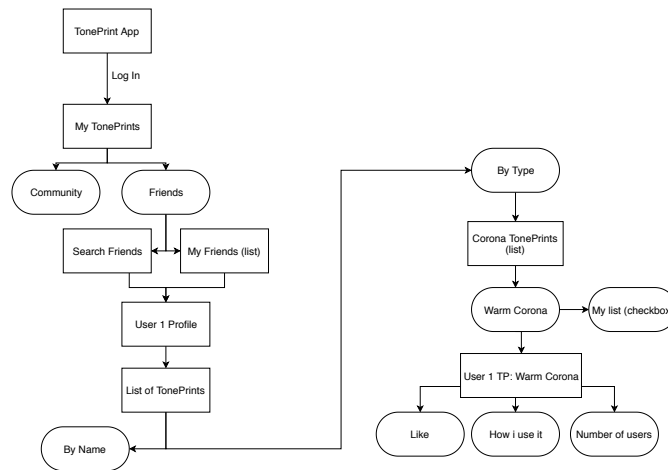 TonePrint App
Log In
My TonePrints
Community
Friends
Search Friends
My Friends (list)
User 1 Profile
List of TonePrints
By Name
By Type
Corona TonePrints
(list)
Warm Corona
My list (checkbox
User 1 TP: Warm Corona
Like
How i use it
Number of users